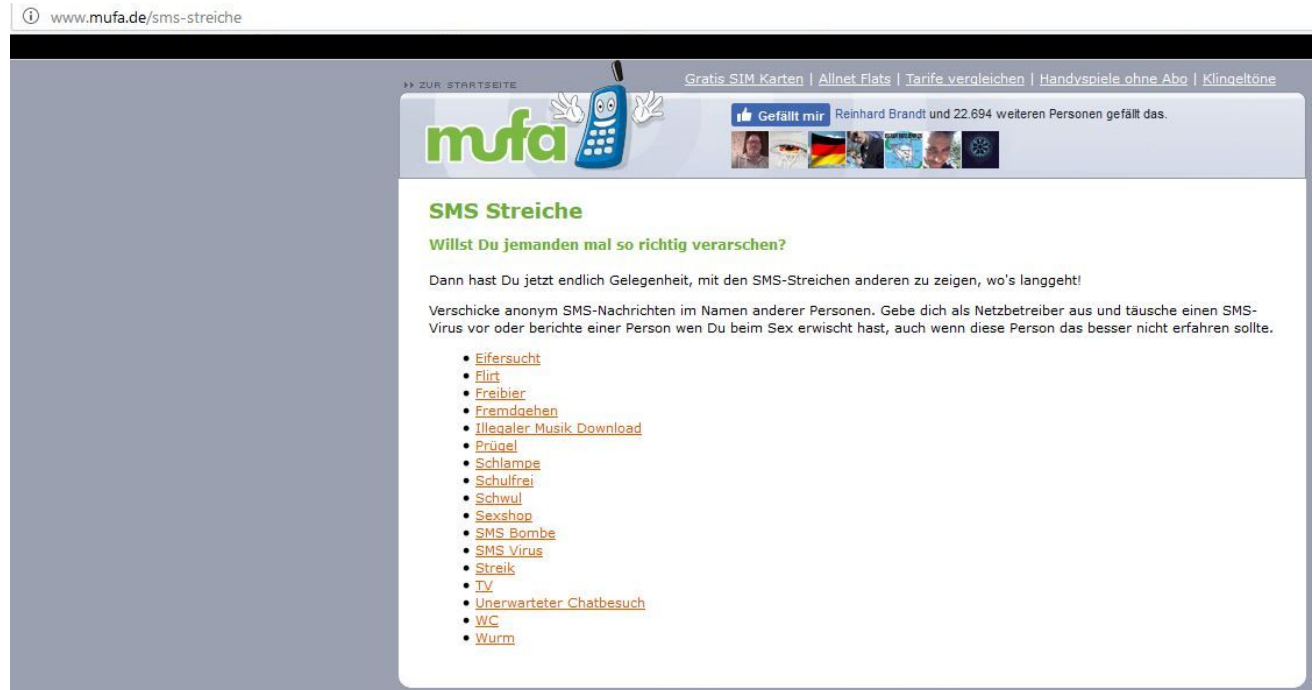 www.mufa.de/sms-streiche
ZUR STARTSEITE
Gratis SIM Karten | Allnet Flats | Tarife vergleichen | Handyspiele ohne Abo | Klingeltöne
mufa
Gefällt mir Reinhard Brandt und 22.694 weiteren Personen gefällt das.
SMS Streiche
Willst Du jemanden mal so richtig verarschen?
Dann hast Du jetzt endlich Gelegenheit, mit den SMS-Streichen anderen zu zeigen, wo's langgeht!
Verschicke anonym SMS-Nachrichten im Namen anderer Personen. Gebe dich als Netzbetreiber aus und täusche einen SMS-
Virus vor oder berichte einer Person wen Du beim Sex erwischt hast, auch wenn diese Person das besser nicht erfahren sollte.
Eifersucht
Flirt
Freibier
Fremdgehen
Illegaler Musik Download
Prügel
Schlampe
Schulfrei
Schwul
Sexshop
SMS Bombe
SMS Virus
Streik
TV
Unerwarteter Chatbesuch
WC
Wurm